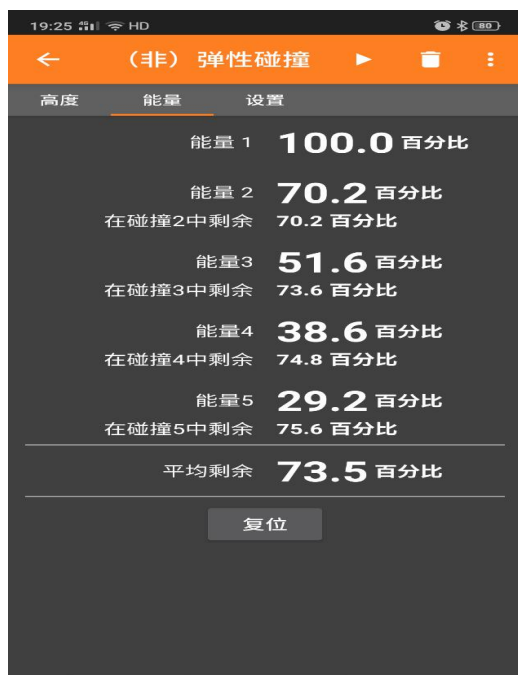 19:25 HD 80
(非) 弹性碰撞
高度 能量 设置
能量 1 100.0 百分比
能量 2 70.2 百分比
在碰撞2中剩余 70.2 百分比
能量3 51.6 百分比
在碰撞3中剩余 73.6 百分比
能量4 38.6 百分比
在碰撞4中剩余 74.8 百分比
能量5 29.2 百分比
在碰撞5中剩余 75.6 百分比
平均剩余 73.5 百分比
复位